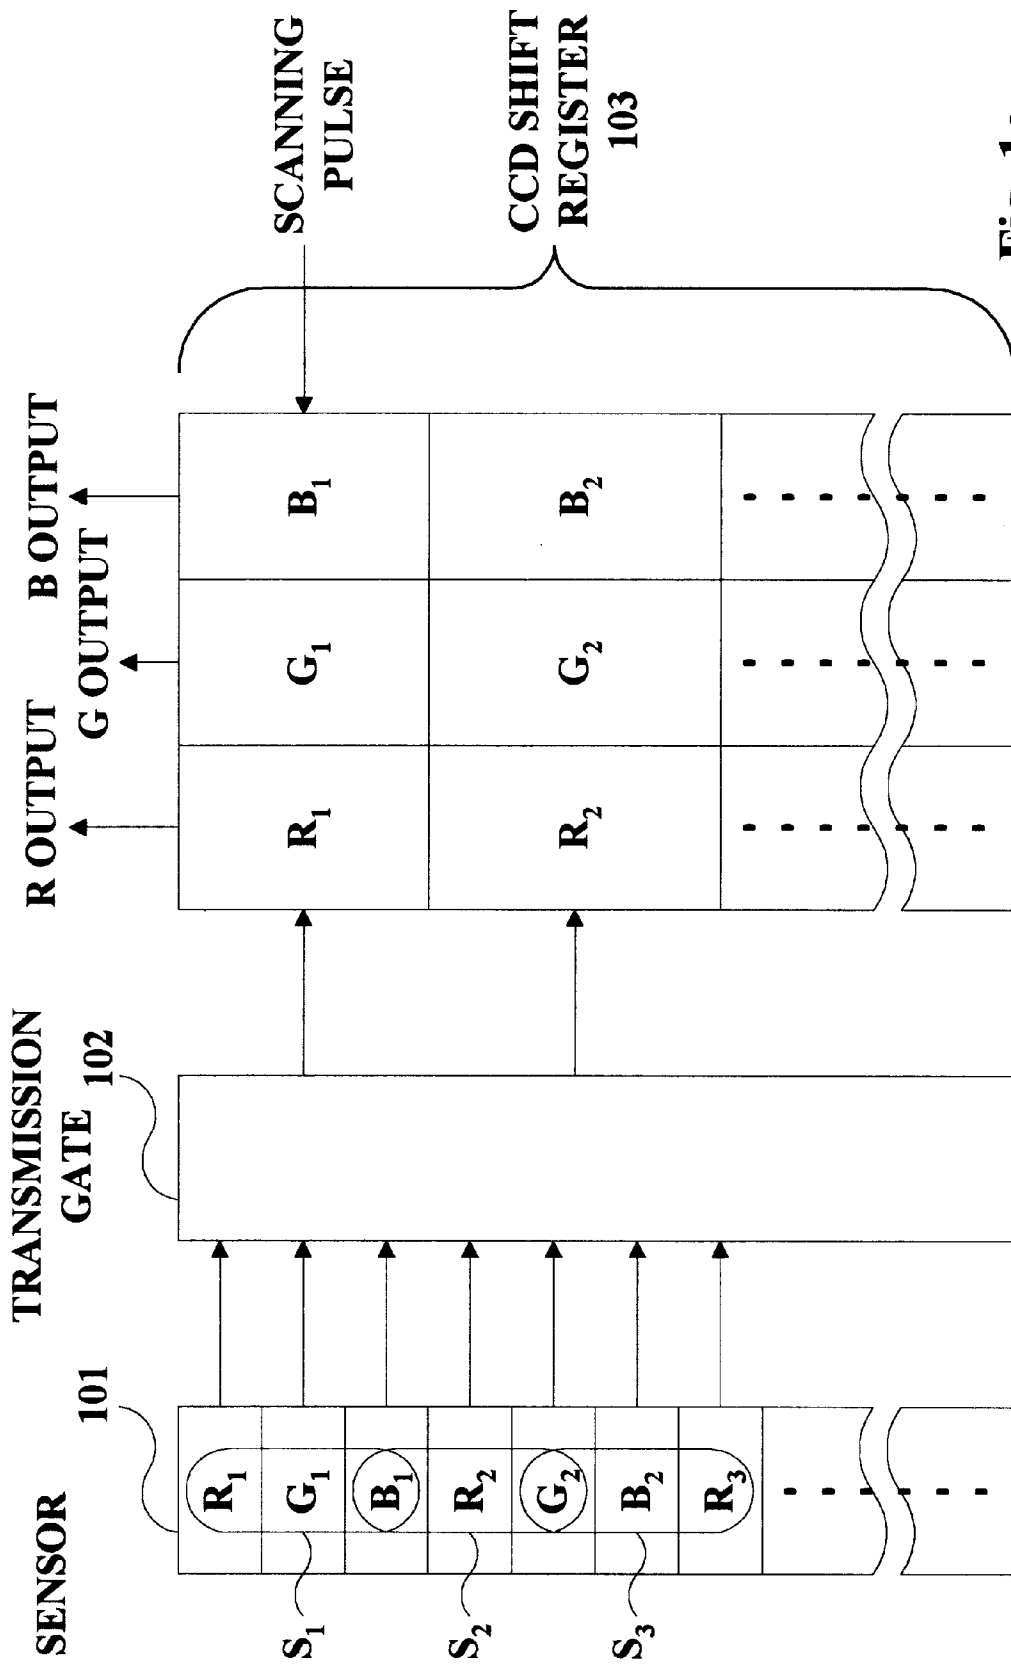 SENSOR
101
TRANSMISSION
GATE 102
R OUTPUT
G OUTPUT
B OUTPUT
R1
G1
B1
R2
G2
B2
R3
S1
S2
S3
R1
G1
B1
R2
G2
B2
SCANNING
PULSE
CCD SHIFT
REGISTER
103